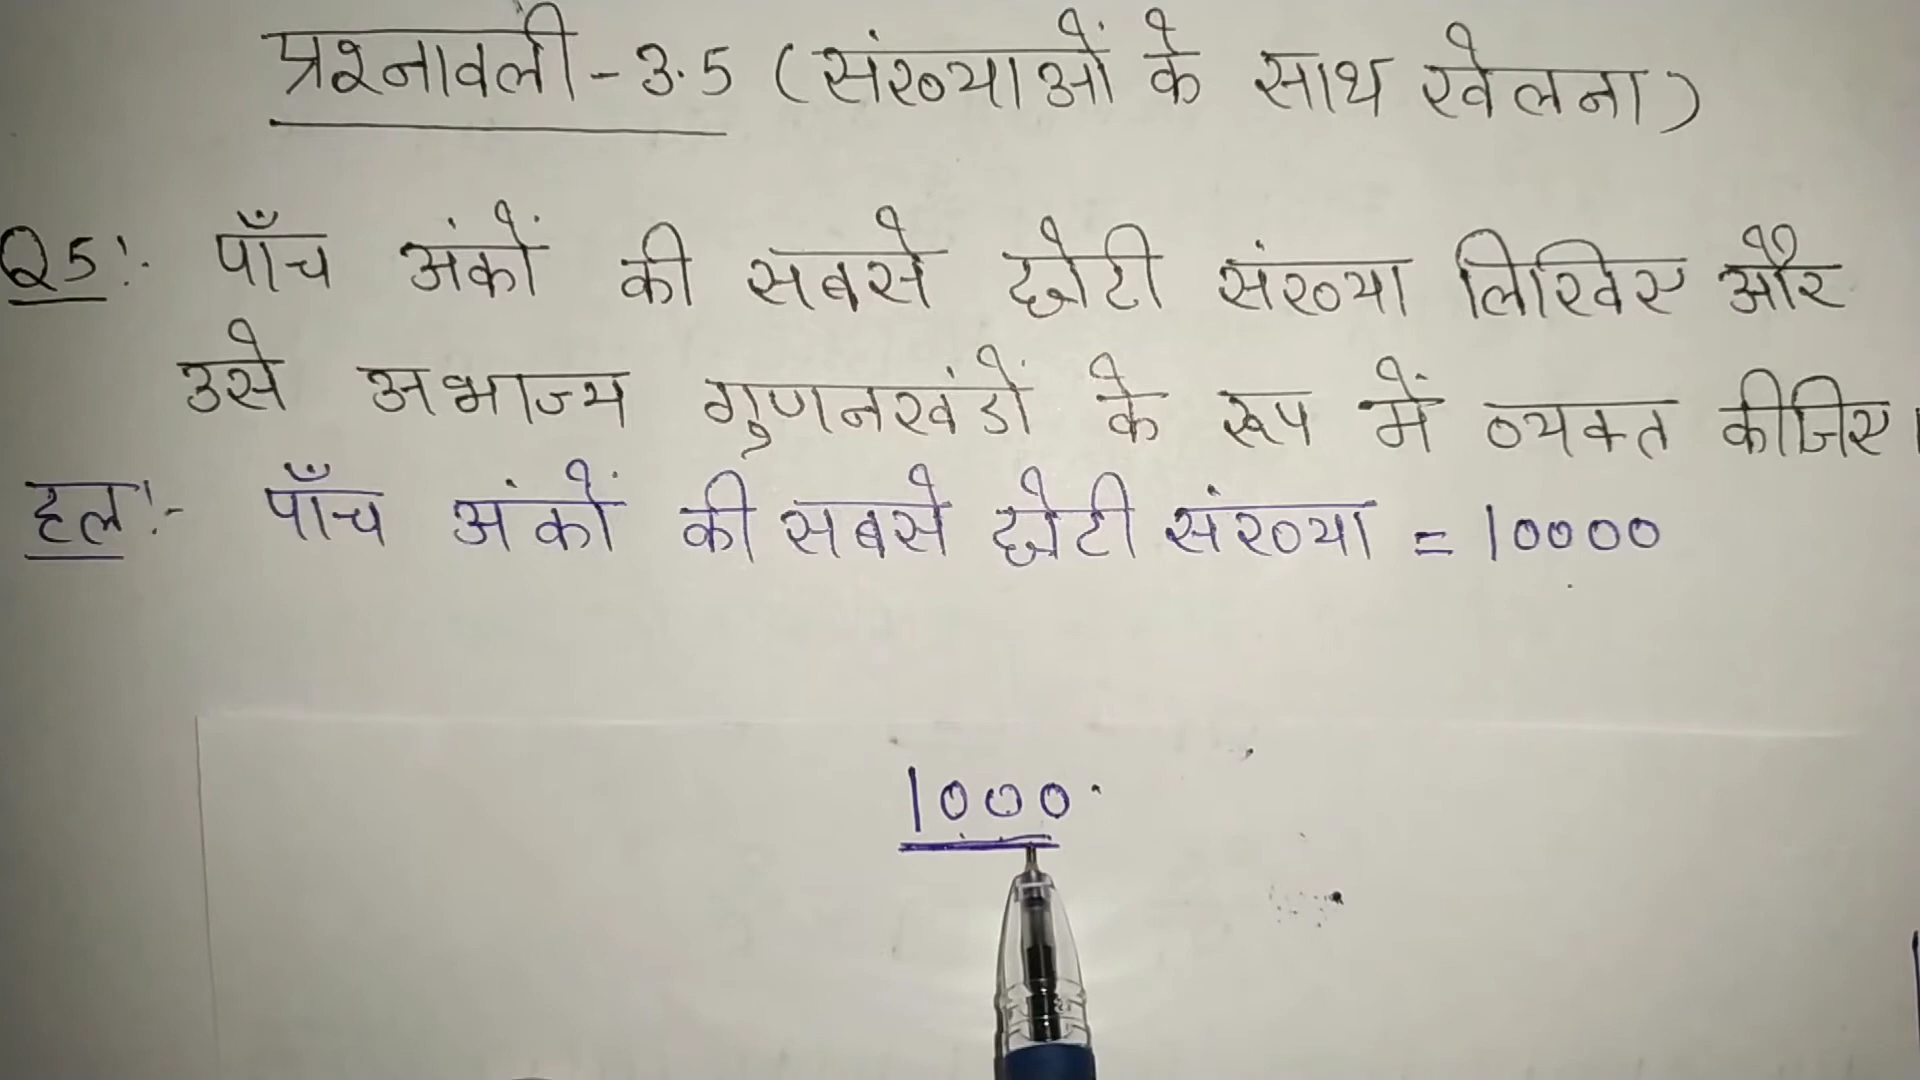 प्रश्नावली - 3.5 (संख्याओं के साथ खेलना)
Q5:- पाँच अंकों की सबसे छोटी संख्या लिखिए और
उसे अभाज्य गुणनखंडों के रूप में व्यक्त कीजिए।
हल:- पाँच अंकों की सबसे छोटी संख्या = 10000
1000